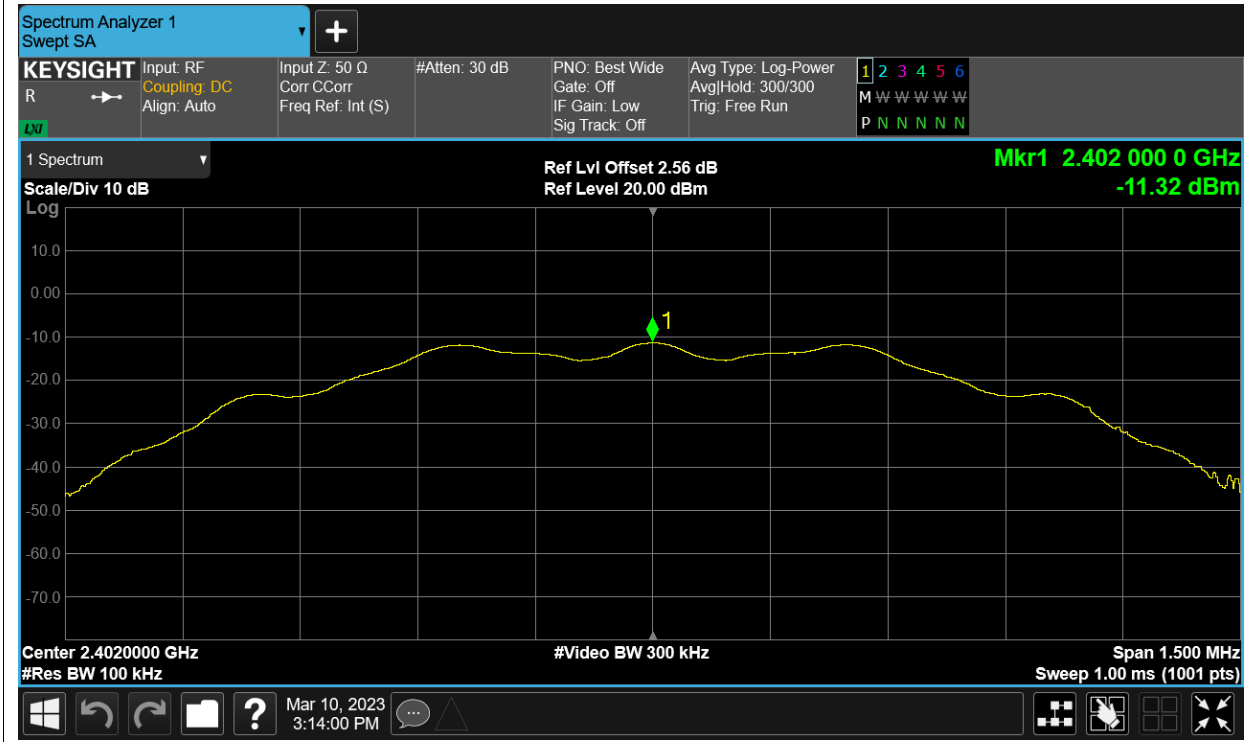 Spectrum Analyzer 1
Swept SA
KEYSIGHT
R
LXI
Input: RF
Coupling: DC
Align: Auto
Input Z: 50 Ω
Corr CCorr
Freq Ref: Int (S)
#Atten: 30 dB
PNO: Best Wide
Gate: Off
IF Gain: Low
Sig Track: Off
Avg Type: Log-Power
Avg|Hold: 300/300
Trig: Free Run
1 2 3 4 5 6
M W W W W W
P N N N N N
1 Spectrum
Scale/Div 10 dB
Log
Ref Lvl Offset 2.56 dB
Ref Level 20.00 dBm
Mkr1 2.402 000 0 GHz
-11.32 dBm
10.0
0.00
1
-10.0
-20.0
-30.0
-40.0
-50.0
-60.0
-70.0
Center 2.4020000 GHz
#Video BW 300 kHz
Span 1.500 MHz
#Res BW 100 kHz
Sweep 1.00 ms (1001 pts)
?
Mar 10, 2023
3:14:00 PM